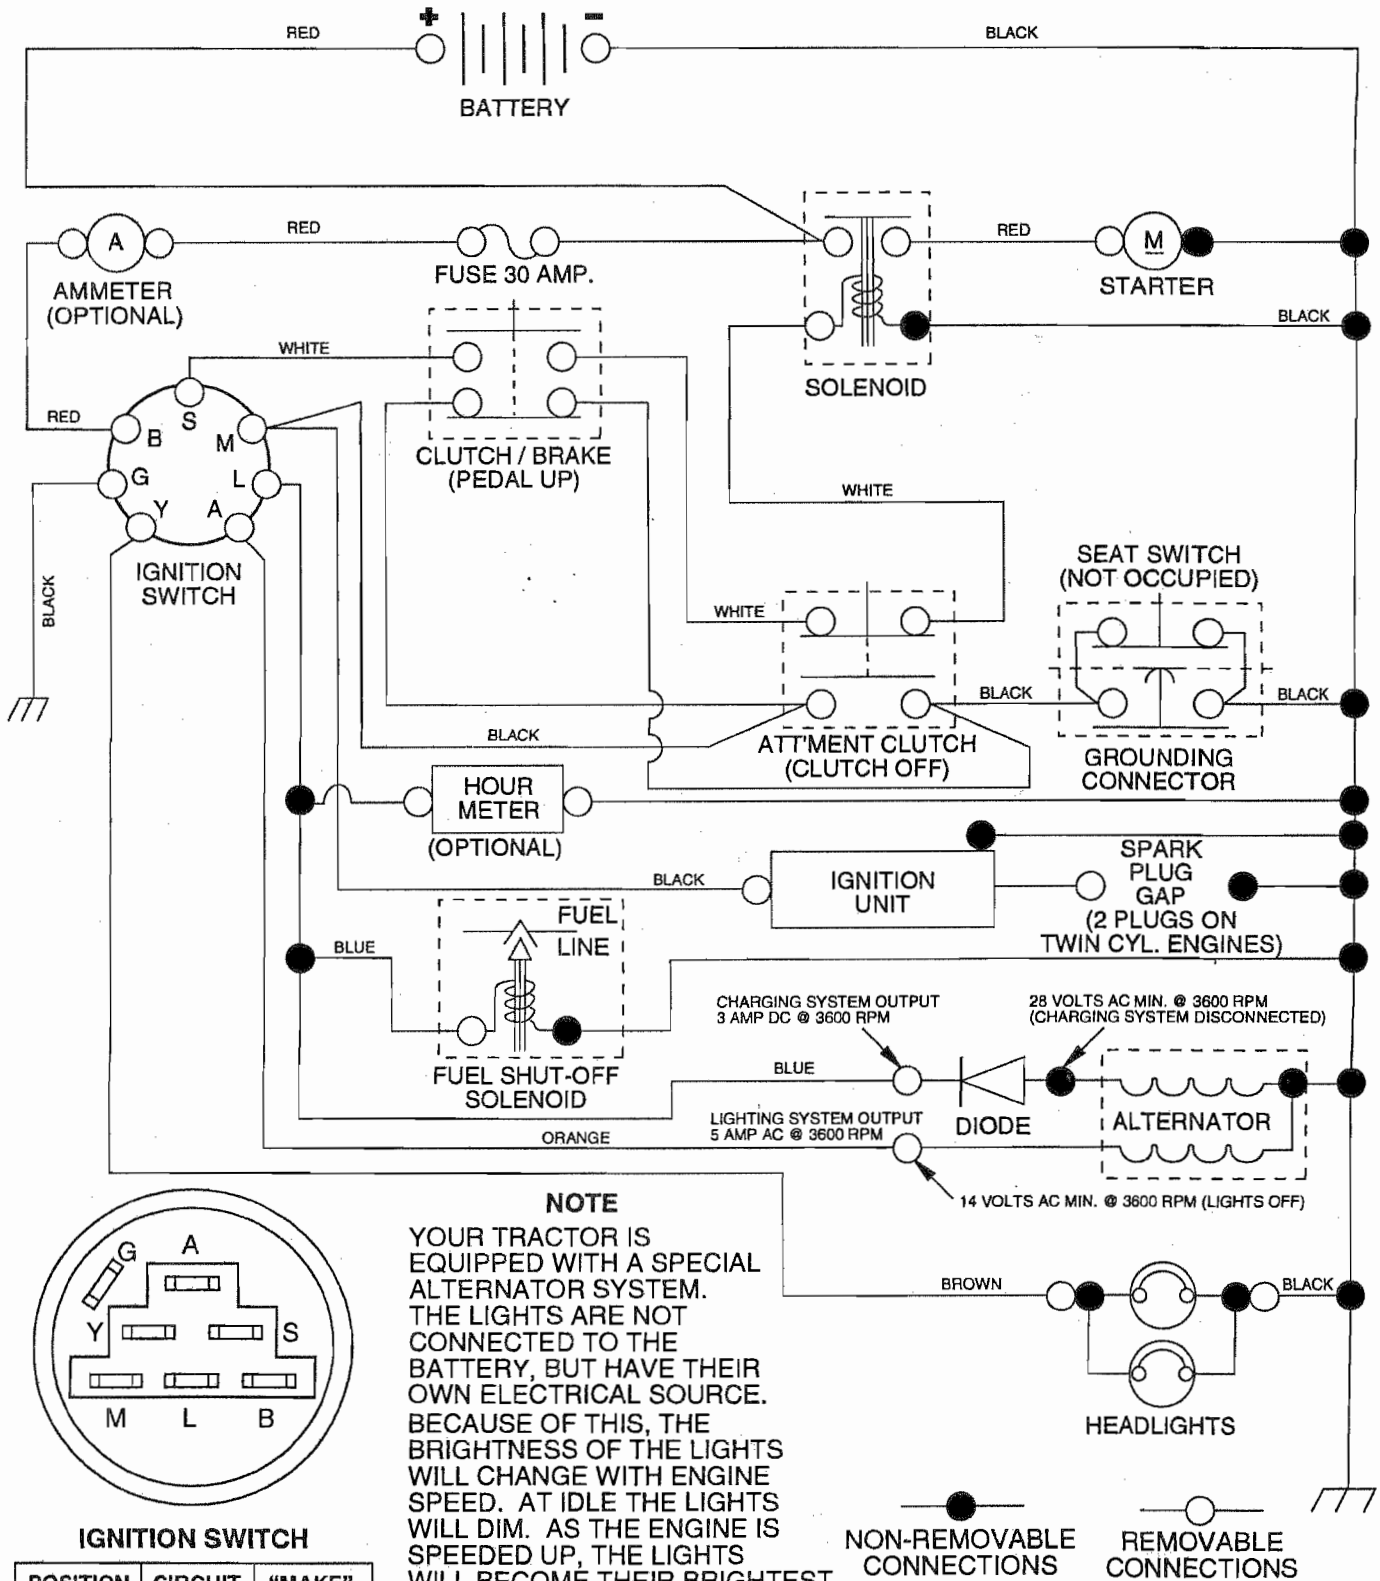 + −
RED
BLACK
BATTERY
RED
RED
A
M
AMMETER
(OPTIONAL)
FUSE 30 AMP.
STARTER
BLACK
WHITE
SOLENOID
RED
S
B
M
G
L
Y
A
CLUTCH / BRAKE
(PEDAL UP)
WHITE
IGNITION
SWITCH
BLACK
SEAT SWITCH
(NOT OCCUPIED)
WHITE
BLACK
BLACK
BLACK
ATT'MENT CLUTCH
(CLUTCH OFF)
GROUNDING
CONNECTOR
HOUR
METER
(OPTIONAL)
BLACK
IGNITION
UNIT
SPARK
PLUG
GAP
(2 PLUGS ON
TWIN CYL. ENGINES)
FUEL
LINE
BLUE
CHARGING SYSTEM OUTPUT
3 AMP DC @ 3600 RPM
28 VOLTS AC MIN. @ 3600 RPM
(CHARGING SYSTEM DISCONNECTED)
FUEL SHUT-OFF
SOLENOID
BLUE
DIODE
ALTERNATOR
LIGHTING SYSTEM OUTPUT
5 AMP AC @ 3600 RPM
ORANGE
14 VOLTS AC MIN. @ 3600 RPM (LIGHTS OFF)
G
A
Y
S
M L B
IGNITION SWITCH
POSITION CIRCUIT "MAKE"
NOTE
YOUR TRACTOR IS
EQUIPPED WITH A SPECIAL
ALTERNATOR SYSTEM.
THE LIGHTS ARE NOT
CONNECTED TO THE
BATTERY, BUT HAVE THEIR
OWN ELECTRICAL SOURCE.
BECAUSE OF THIS, THE
BRIGHTNESS OF THE LIGHTS
WILL CHANGE WITH ENGINE
SPEED. AT IDLE THE LIGHTS
WILL DIM. AS THE ENGINE IS
SPEEDED UP, THE LIGHTS
WILL BECOME THEIR BRIGHTEST
BROWN
BLACK
HEADLIGHTS
NON-REMOVABLE
CONNECTIONS
REMOVABLE
CONNECTIONS